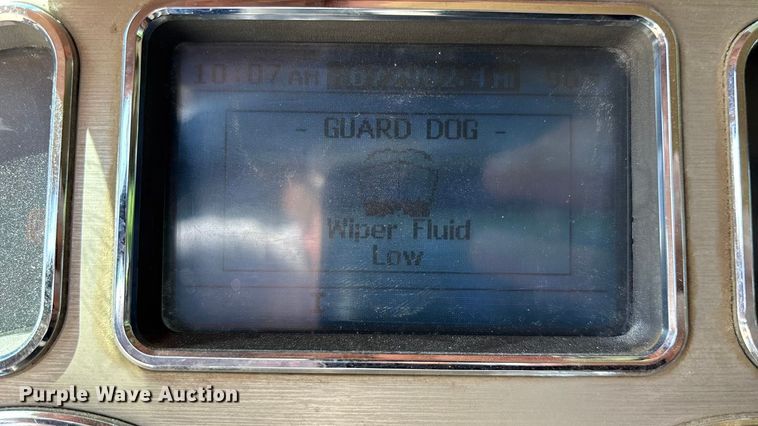 10:07 AM
- GUARD DOG -
Wiper Fluid
Low
Purple Wave Auction